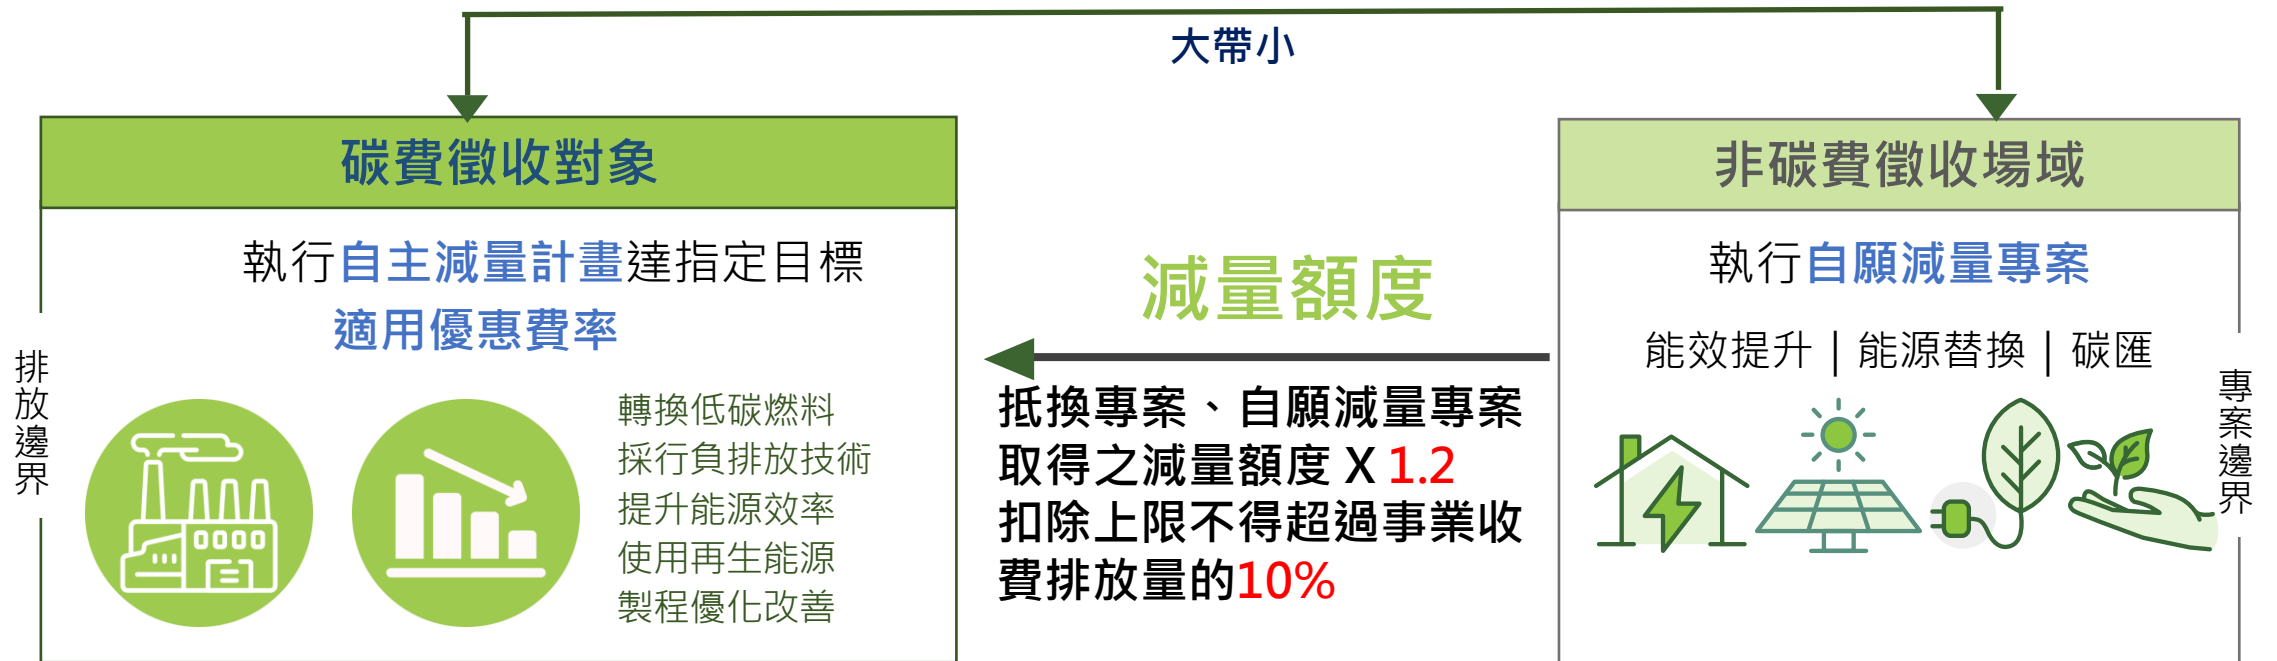 大帶小
碳費徵收對象
執行自主減量計畫達指定目標
適用優惠費率
排放邊界
轉換低碳燃料
採行負排放技術
提升能源效率
使用再生能源
製程優化改善
減量額度
抵換專案、自願減量專案
取得之減量額度 X 1.2
扣除上限不得超過事業收
費排放量的10%
非碳費徵收場域
執行自願減量專案
能效提升 | 能源替換 | 碳匯
專案邊界